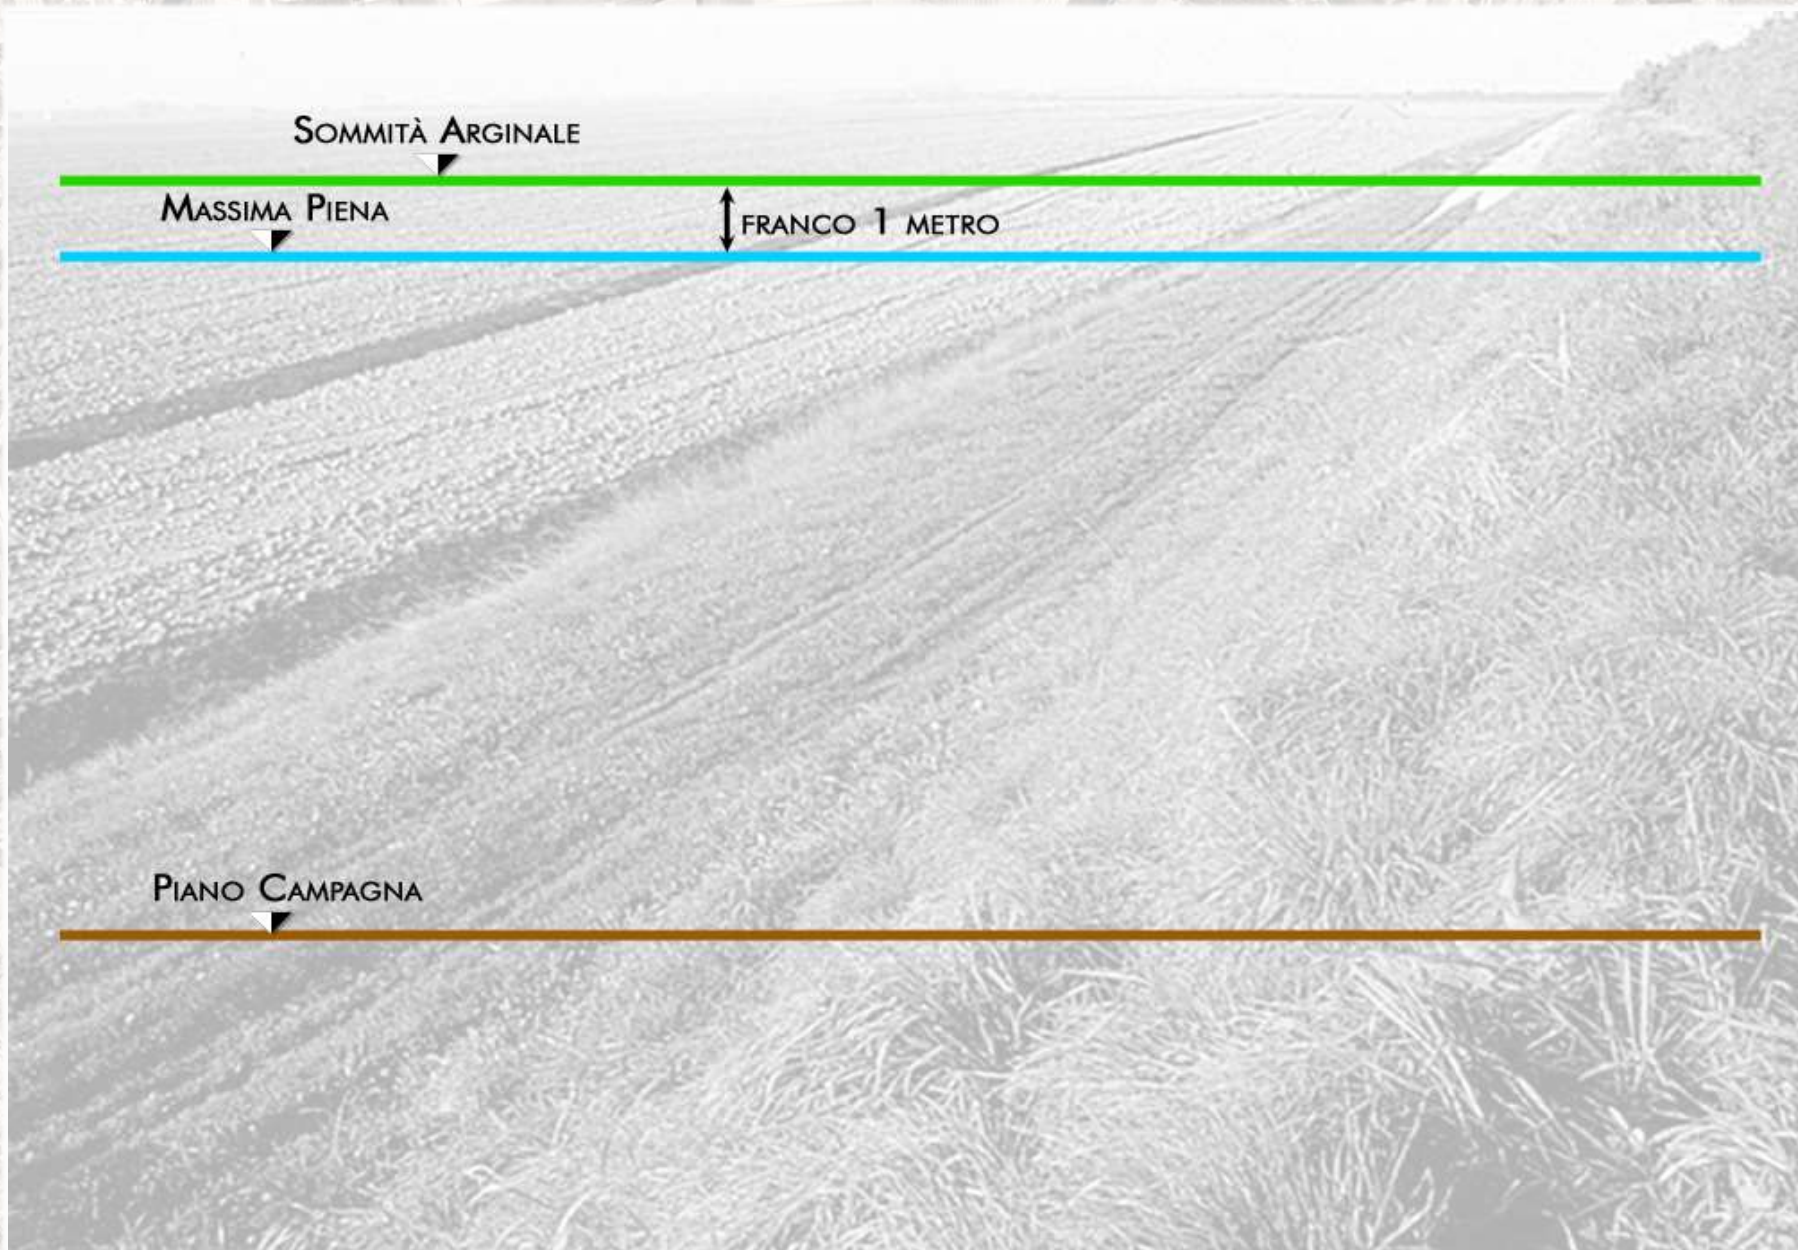 Sommità Arginale
Massima Piena
franco 1 metro
Piano Campagna